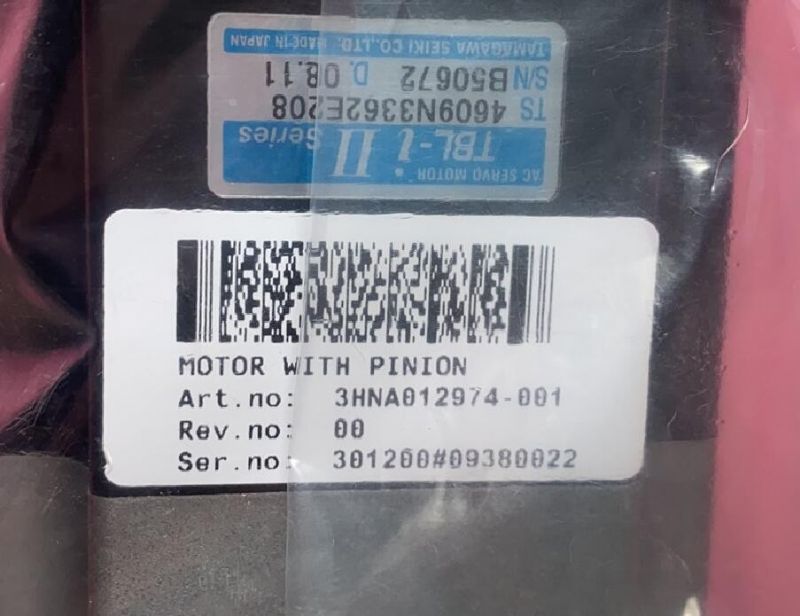 AC SERVO MOTOR
TBL-i II Series
TS 4609N3362E208
S/N B50672 D. 08.11
TAMAGAWA SEIKI CO.,LTD. MADE IN JAPAN
MOTOR WITH PINION
Art.no: 3HNA012974-001
Rev.no: 00
Ser.no: 301200#09380022